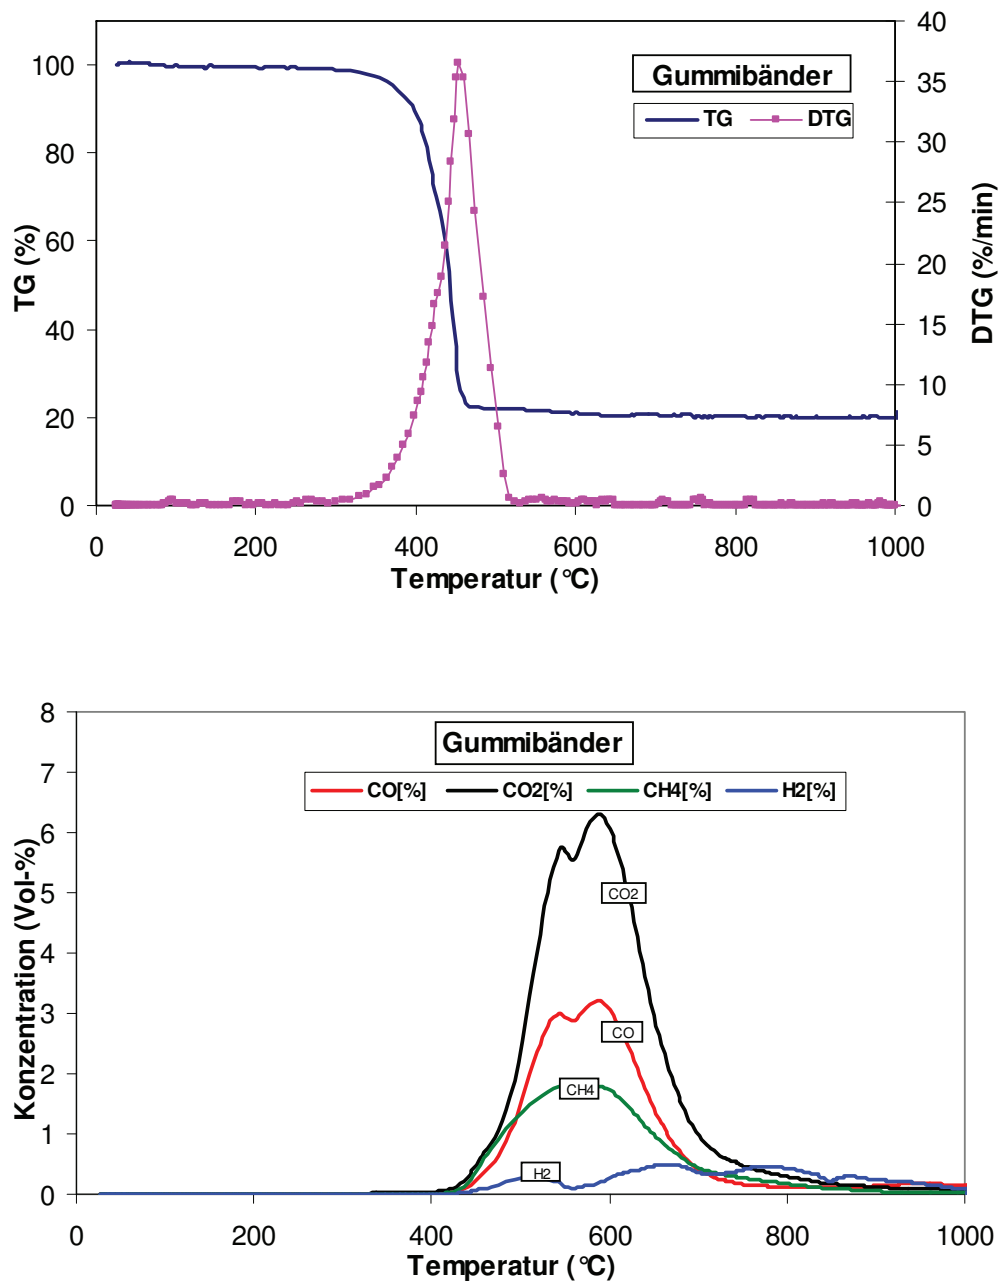 Gummibänder
TG DTG
TG (%)
100
80
60
40
20
0
DTG (%/min)
40
35
30
25
20
15
10
5
0
0 200 400 600 800 1000
Temperatur (°C)
Gummibänder
CO[%] CO2[%] CH4[%] H2[%]
Konzentration (Vol-%)
8
7
6
5
4
3
2
1
0
CO2
CO
CH4
H2
0 200 400 600 800 1000
Temperatur (°C)